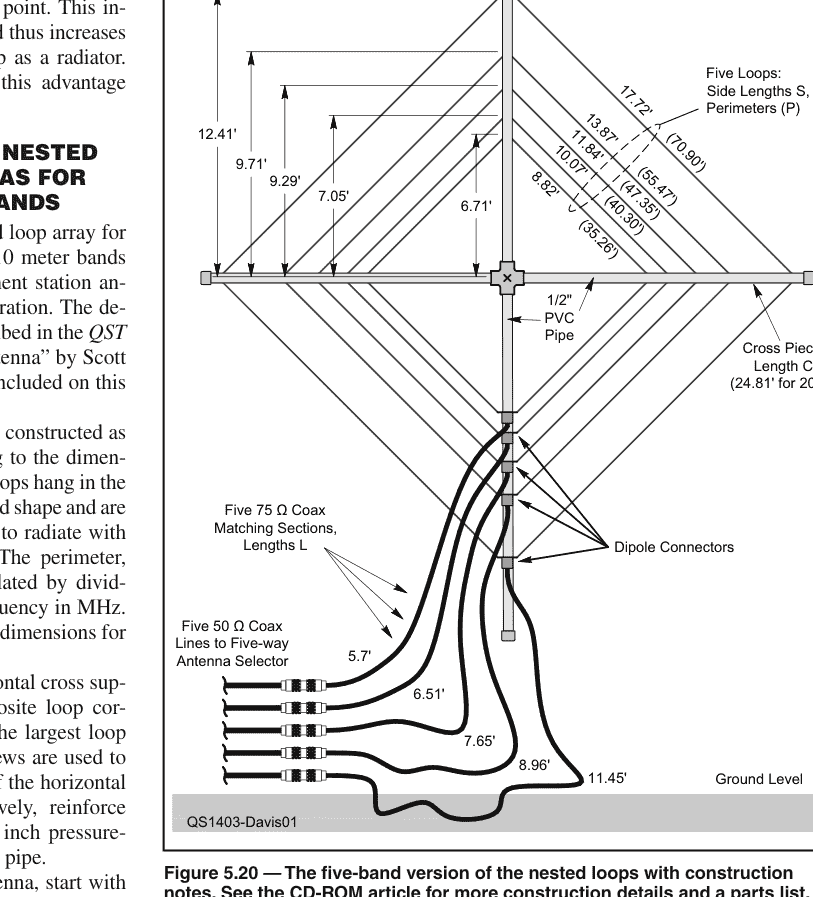 point. This in-
thus increases
as a radiator.
this advantage
NESTED
AS FOR
ANDS
loop array for
10 meter bands
ent station an-
ration. The de-
bed in the QST
enna” by Scott
ncluded on this
constructed as
to the dimen-
oops hang in the
shape and are
to radiate with
The perimeter,
lated by divid-
uency in MHz.
dimensions for
ontal cross sup-
osite loop cor-
he largest loop
ews are used to
f the horizontal
vely, reinforce
inch pressure-
pipe.
enna, start with
12.41'
9.71'
9.29'
7.05'
6.71'
Five Loops:
Side Lengths S,
Perimeters (P)
17.72'
(70.90')
13.87'
(55.47')
11.84'
(47.35')
10.07'
(40.30')
8.82'
(35.26')
1/2"
PVC
Pipe
Cross Piec
Length C
(24.81' for 20
Five 75 Ω Coax
Matching Sections,
Lengths L
Dipole Connectors
Five 50 Ω Coax
Lines to Five-way
Antenna Selector
5.7'
6.51'
7.65'
8.96'
11.45'
Ground Level
QS1403-Davis01
Figure 5.20 — The five-band version of the nested loops with construction
notes. See the CD-ROM article for more construction details and a parts list.